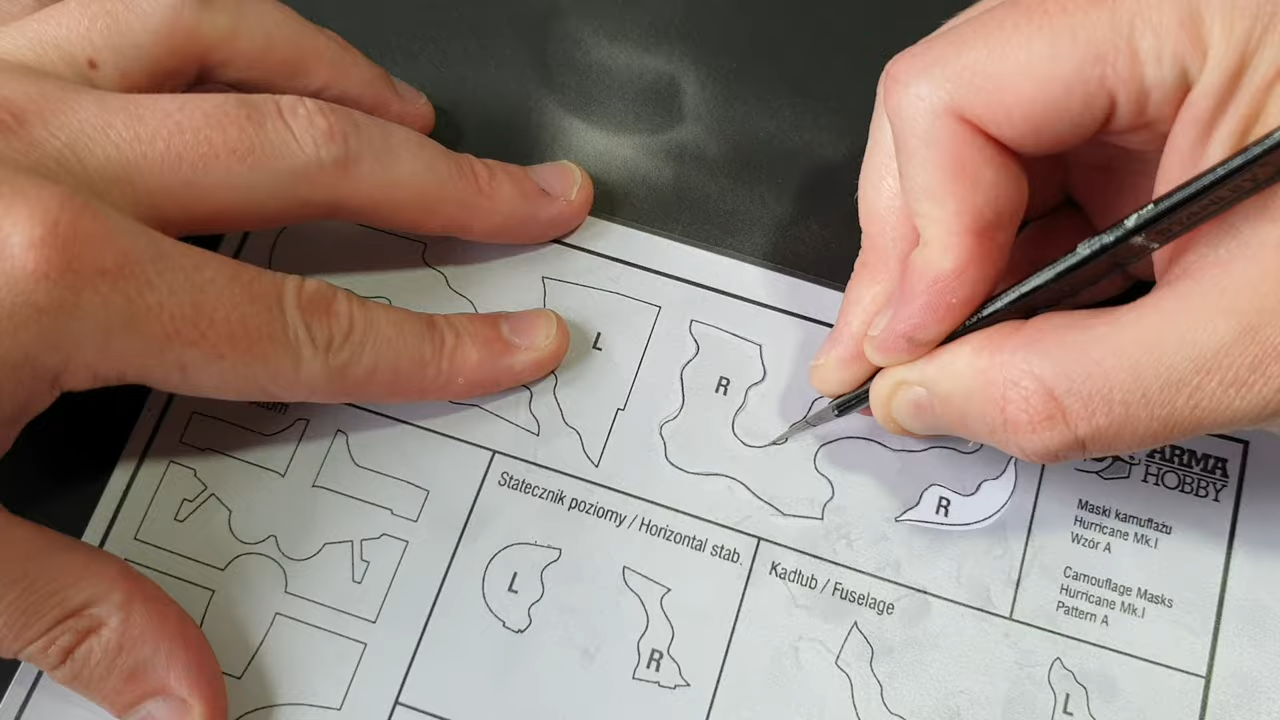 L
R
R
ARMA
HOBBY
Maski kamuflażu
Hurricane Mk.I
Wzór A
Camouflage Masks
Hurricane Mk.I
Pattern A
Statecznik poziomy / Horizontal stab.
L
R
Kadłub / Fuselage
L